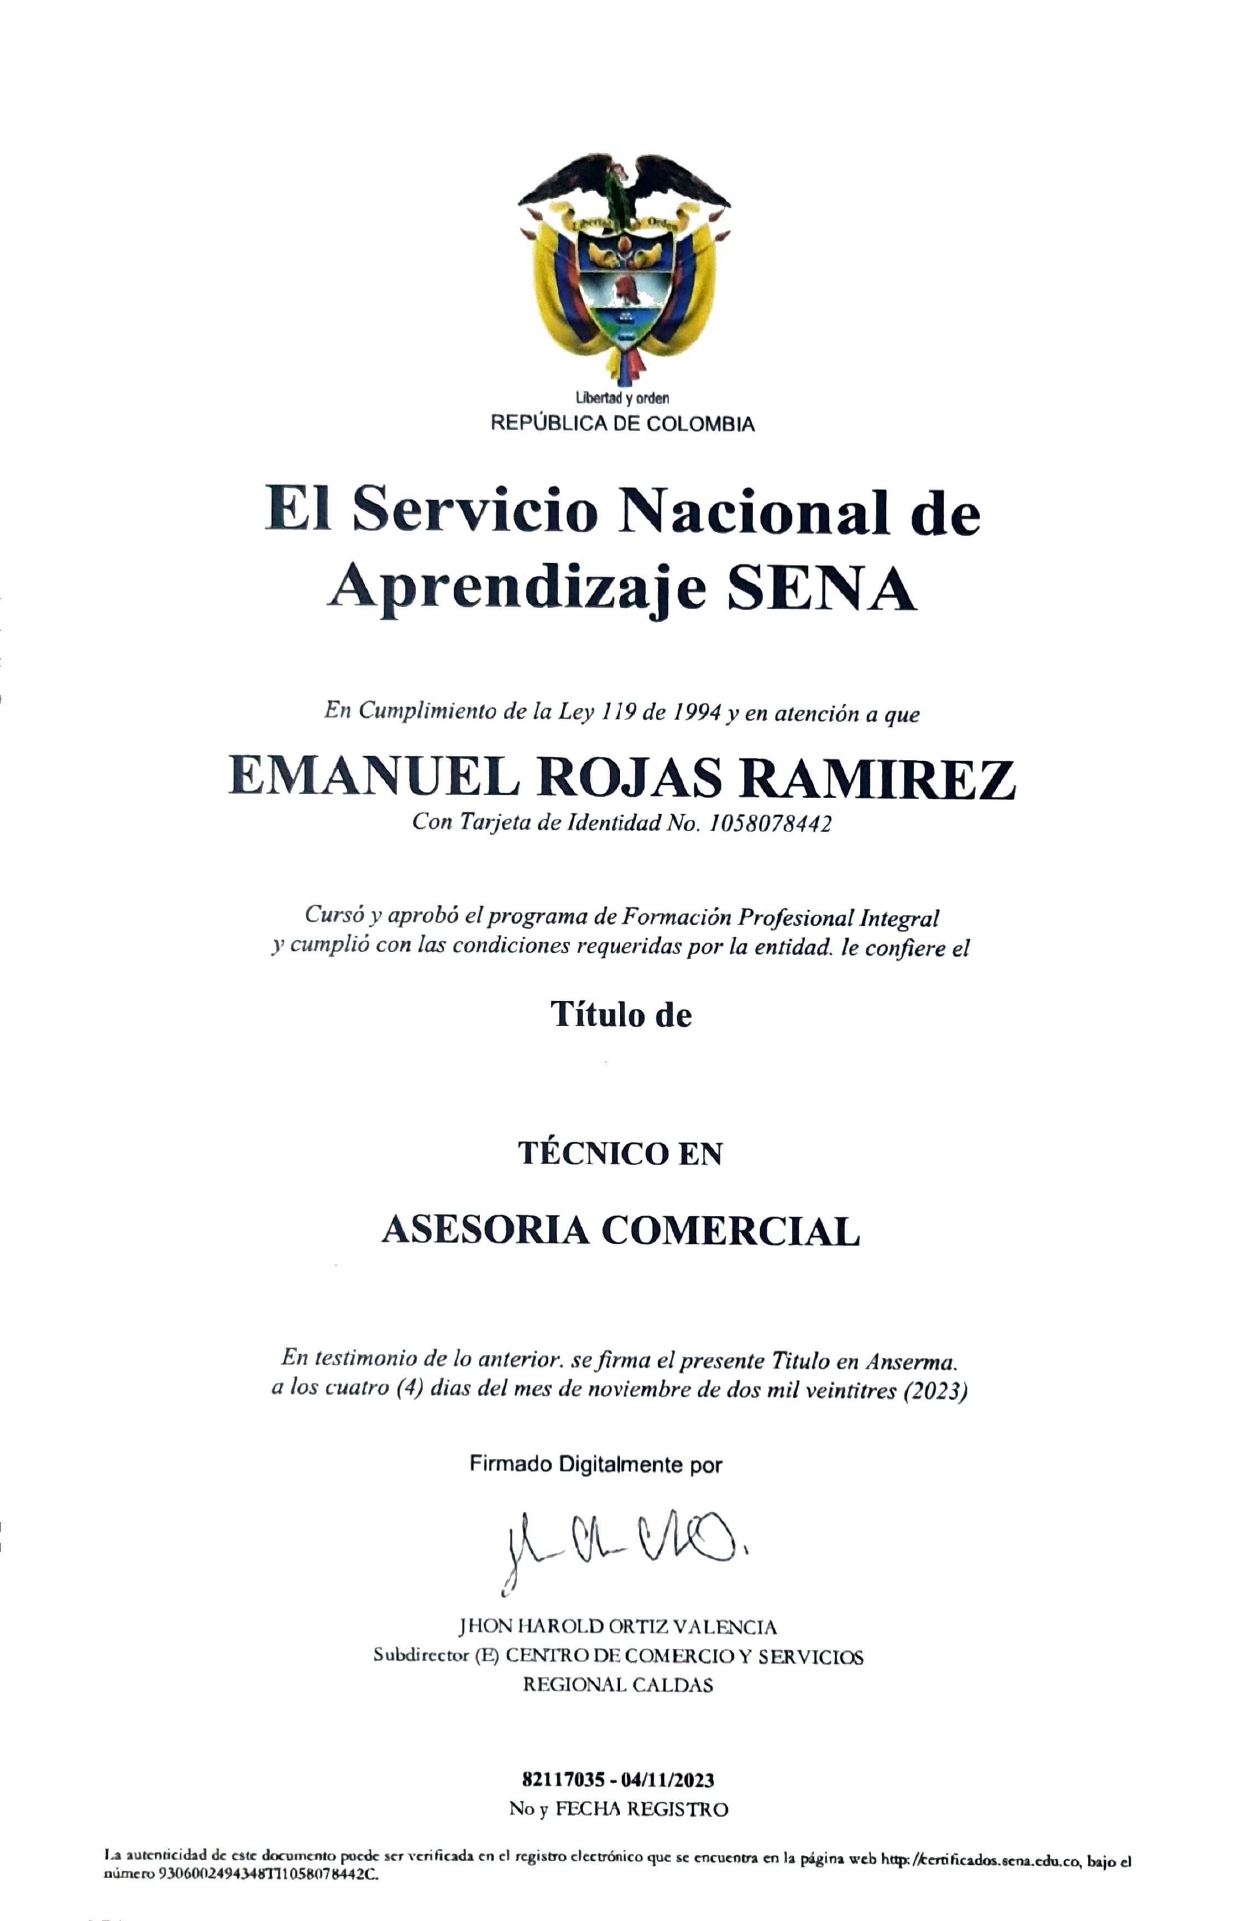 Libertad y Orden
Libertad y orden
REPÚBLICA DE COLOMBIA
El Servicio Nacional de
Aprendizaje SENA
En Cumplimiento de la Ley 119 de 1994 y en atención a que
EMANUEL ROJAS RAMIREZ
Con Tarjeta de Identidad No. 1058078442
Cursó y aprobó el programa de Formación Profesional Integral
y cumplió con las condiciones requeridas por la entidad. le confiere el
Título de
TÉCNICO EN
ASESORIA COMERCIAL
En testimonio de lo anterior. se firma el presente Titulo en Anserma.
a los cuatro (4) dias del mes de noviembre de dos mil veintitres (2023)
Firmado Digitalmente por
JHON HAROLD ORTIZ VALENCIA
Subdirector (E) CENTRO DE COMERCIO Y SERVICIOS
REGIONAL CALDAS
82117035 - 04/11/2023
No y FECHA REGISTRO
La autenticidad de este documento puede ser verificada en el registro electrónico que se encuentra en la página web http://certificados.sena.edu.co, bajo el
número 9306002494348TI1058078442C.